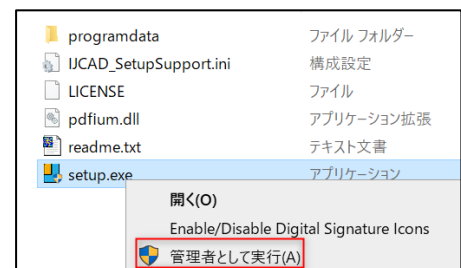 programdata ファイル フォルダー
IJCAD_SetupSupport.ini 構成設定
LICENSE ファイル
pdfium.dll アプリケーション拡張
readme.txt テキスト文書
setup.exe アプリケーション
開く(O)
Enable/Disable Digital Signature Icons
管理者として実行(A)